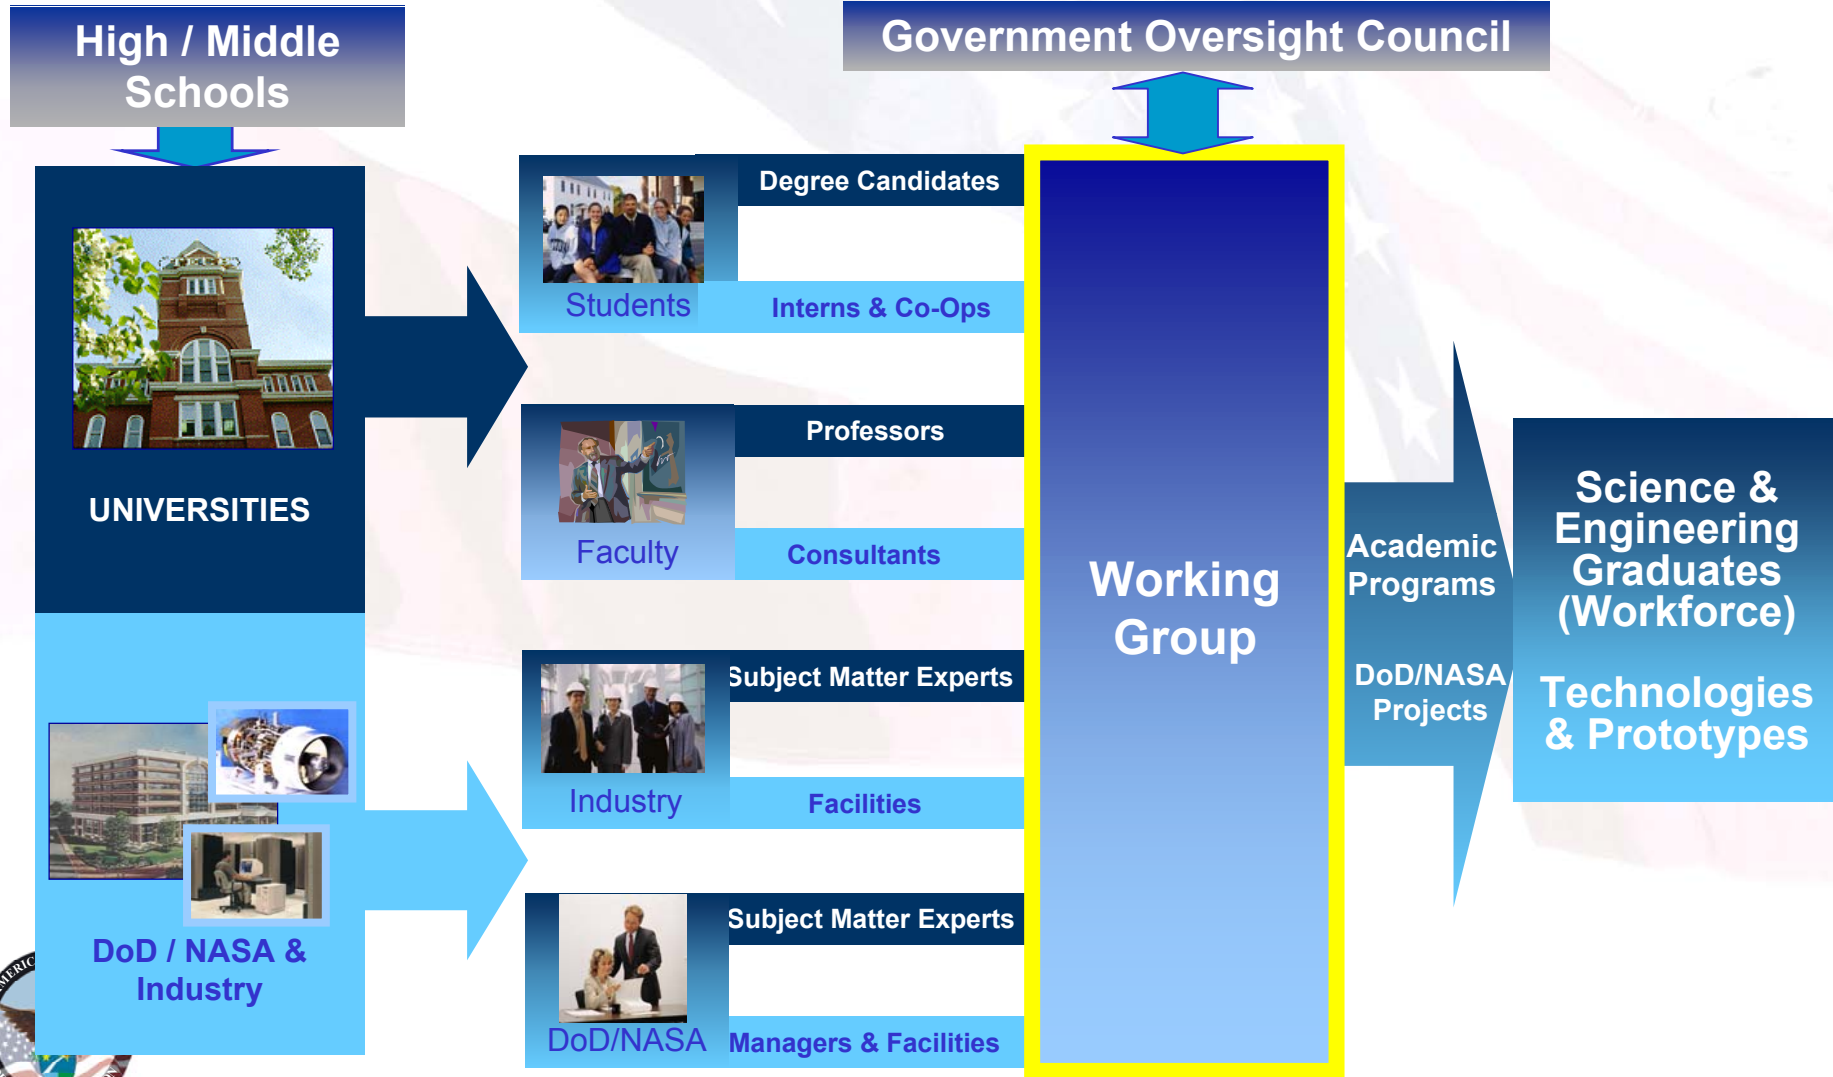 High / Middle
Schools
Government Oversight Council
UNIVERSITIES
DoD / NASA &
Industry
Degree Candidates
Students
Interns & Co-Ops
Professors
Faculty
Consultants
Subject Matter Experts
Industry
Facilities
Subject Matter Experts
DoD/NASA
Managers & Facilities
Working
Group
Academic
Programs
DoD/NASA
Projects
Science &
Engineering
Graduates
(Workforce)
Technologies
& Prototypes